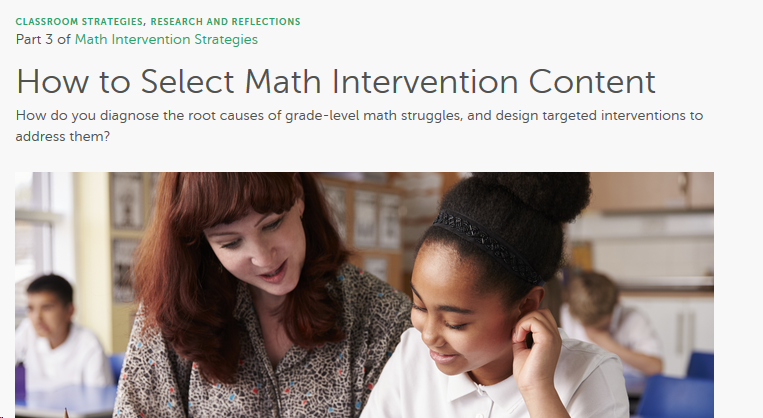 CLASSROOM STRATEGIES, RESEARCH AND REFLECTIONS
Part 3 of Math Intervention Strategies
How to Select Math Intervention Content
How do you diagnose the root causes of grade-level math struggles, and design targeted interventions to
address them?